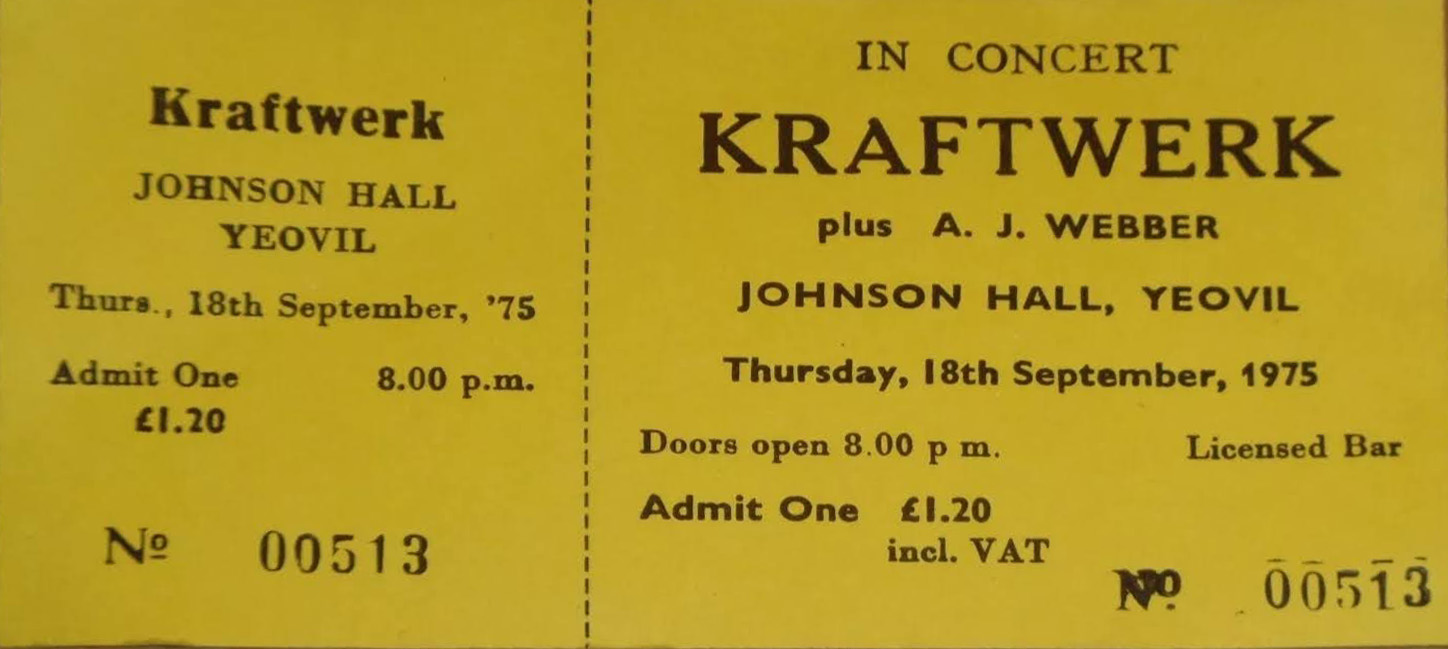 Kraftwerk
JOHNSON HALL
YEOVIL
Thurs., 18th September, '75
Admit One 8.00 p.m.
£1.20
Nº 00513
IN CONCERT
KRAFTWERK
plus A. J. WEBBER
JOHNSON HALL, YEOVIL
Thursday, 18th September, 1975
Doors open 8.00 p m. Licensed Bar
Admit One £1.20
incl. VAT
Nº 00513